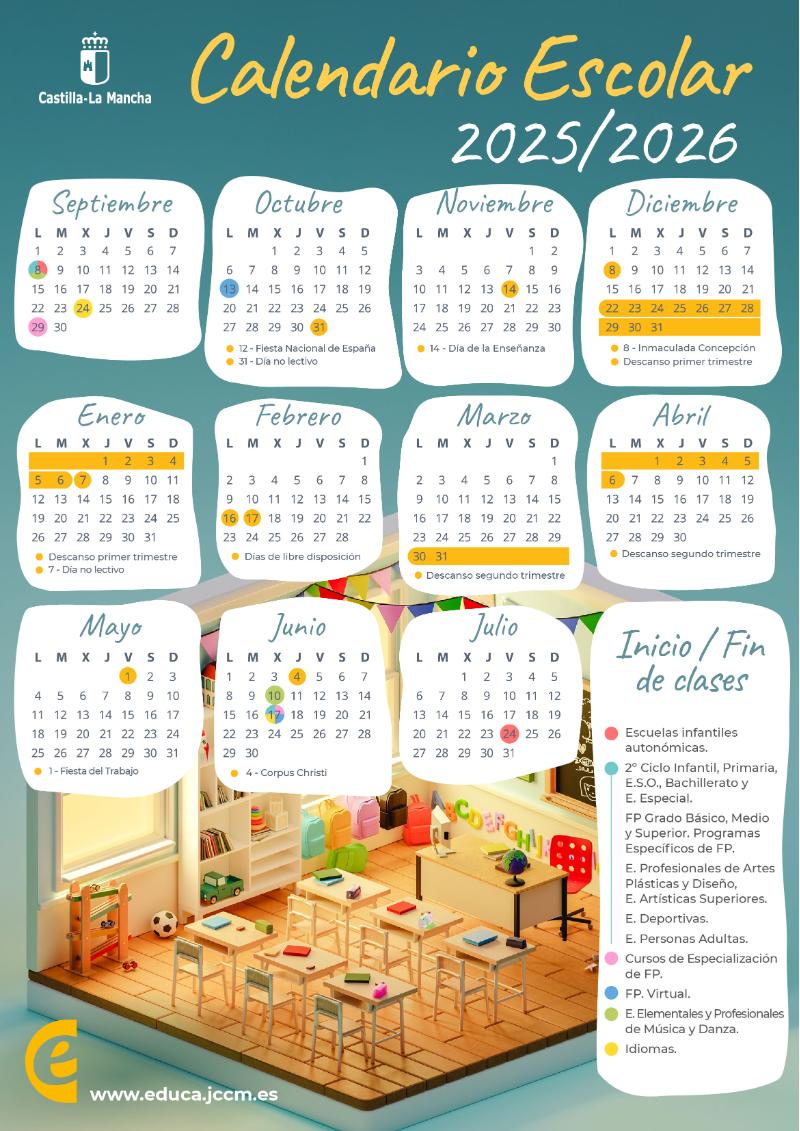 Castilla-La Mancha
Calendario Escolar
2025/2026
Septiembre
L M X J V S D
1 2 3 4 5 6 7
8 9 10 11 12 13 14
15 16 17 18 19 20 21
22 23 24 25 26 27 28
29 30
Octubre
L M X J V S D
1 2 3 4 5
6 7 8 9 10 11 12
13 14 15 16 17 18 19
20 21 22 23 24 25 26
27 28 29 30 31
12 - Fiesta Nacional de España
31 - Día no lectivo
Noviembre
L M X J V S D
1 2
3 4 5 6 7 8 9
10 11 12 13 14 15 16
17 18 19 20 21 22 23
24 25 26 27 28 29 30
14 - Día de la Enseñanza
Diciembre
L M X J V S D
1 2 3 4 5 6 7
8 9 10 11 12 13 14
15 16 17 18 19 20 21
22 23 24 25 26 27 28
29 30 31
8 - Inmaculada Concepción
Descanso primer trimestre
Enero
L M X J V S D
1 2 3 4
5 6 7 8 9 10 11
12 13 14 15 16 17 18
19 20 21 22 23 24 25
26 27 28 29 30 31
Descanso primer trimestre
7 - Día no lectivo
Febrero
L M X J V S D
1
2 3 4 5 6 7 8
9 10 11 12 13 14 15
16 17 18 19 20 21 22
23 24 25 26 27 28
Días de libre disposición
Marzo
L M X J V S D
1
2 3 4 5 6 7 8
9 10 11 12 13 14 15
16 17 18 19 20 21 22
23 24 25 26 27 28 29
30 31
Descanso segundo trimestre
Abril
L M X J V S D
1 2 3 4 5
6 7 8 9 10 11 12
13 14 15 16 17 18 19
20 21 22 23 24 25 26
27 28 29 30
Descanso segundo trimestre
Mayo
L M X J V S D
1 2 3
4 5 6 7 8 9 10
11 12 13 14 15 16 17
18 19 20 21 22 23 24
25 26 27 28 29 30 31
1 - Fiesta del Trabajo
Junio
L M X J V S D
1 2 3 4 5 6 7
8 9 10 11 12 13 14
15 16 17 18 19 20 21
22 23 24 25 26 27 28
29 30
4 - Corpus Christi
Julio
L M X J V S D
1 2 3 4 5
6 7 8 9 10 11 12
13 14 15 16 17 18 19
20 21 22 23 24 25 26
27 28 29 30 31
Inicio / Fin
de clases
Escuelas infantiles
autonómicas.
2º Ciclo Infantil, Primaria,
E.S.O., Bachillerato y
E. Especial.
FP Grado Básico, Medio
y Superior. Programas
Específicos de FP.
E. Profesionales de Artes
Plásticas y Diseño,
E. Artísticas Superiores.
E. Deportivas.
E. Personas Adultas.
Cursos de Especialización
de FP.
FP. Virtual.
E. Elementales y Profesionales
de Música y Danza.
Idiomas.
ABCDEFGH
e
www.educa.jccm.es